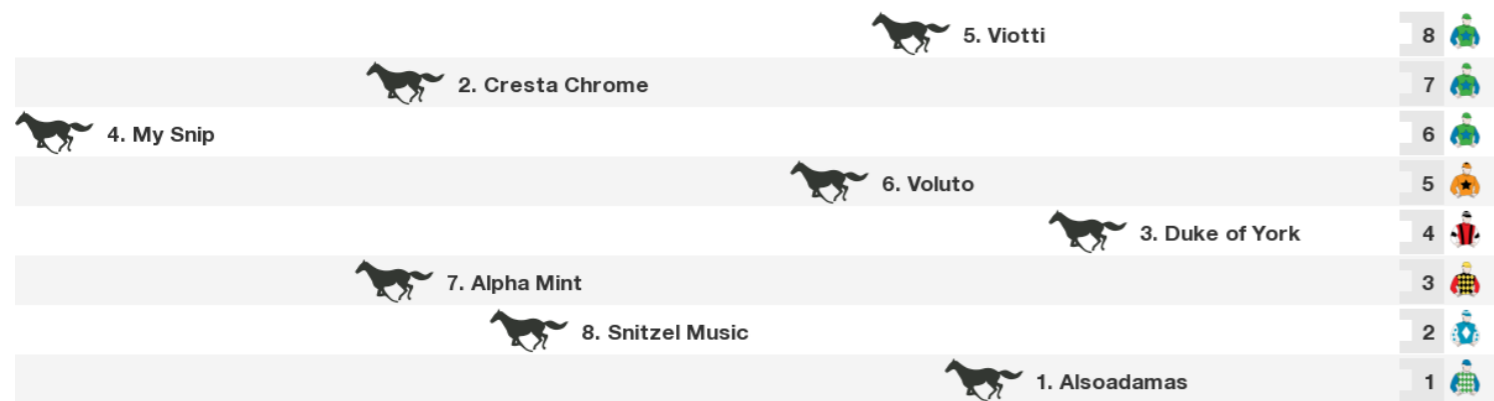 5. Viotti 8
2. Cresta Chrome 7
4. My Snip 6
6. Voluto 5
3. Duke of York 4
7. Alpha Mint 3
8. Snitzel Music 2
1. Alsoadamas 1